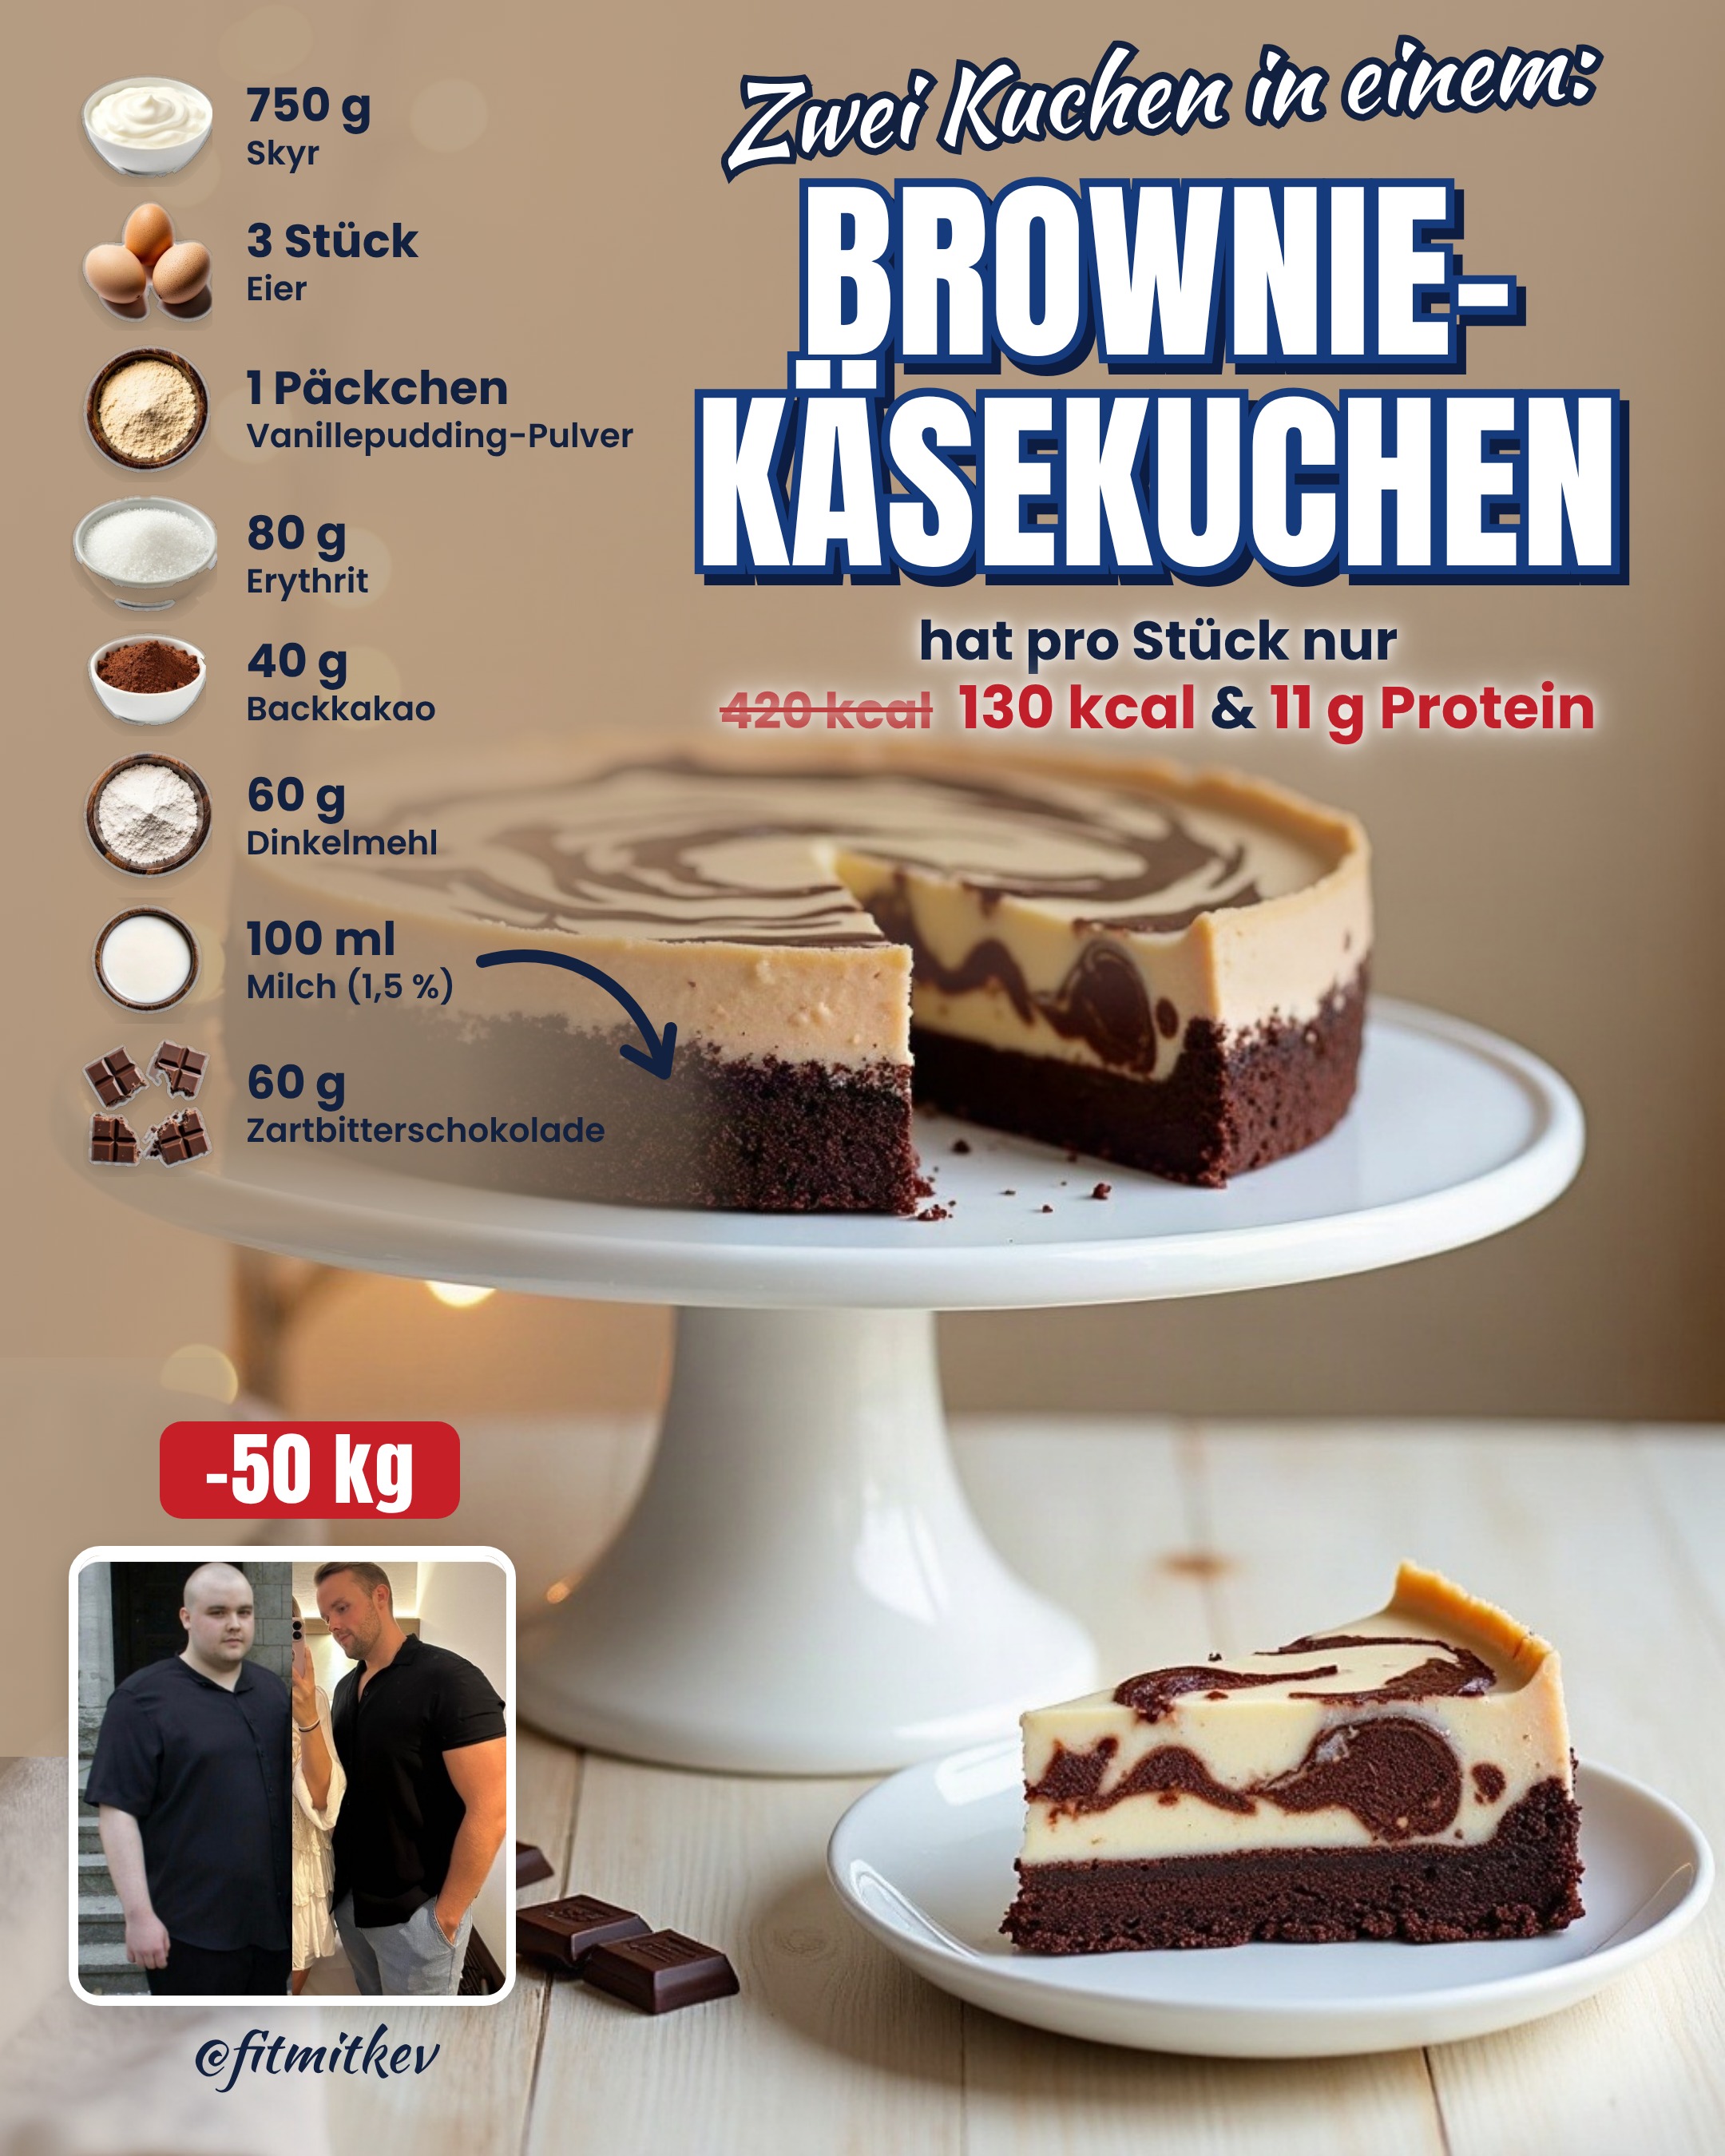 Zwei Kuchen in einem:
BROWNIE-
KÄSEKUCHEN
hat pro Stück nur
420 kcal 130 kcal & 11 g Protein
750 g
Skyr
3 Stück
Eier
1 Päckchen
Vanillepudding-Pulver
80 g
Erythrit
40 g
Backkakao
60 g
Dinkelmehl
100 ml
Milch (1,5 %)
60 g
Zartbitterschokolade
-50 kg
@fitmitkev